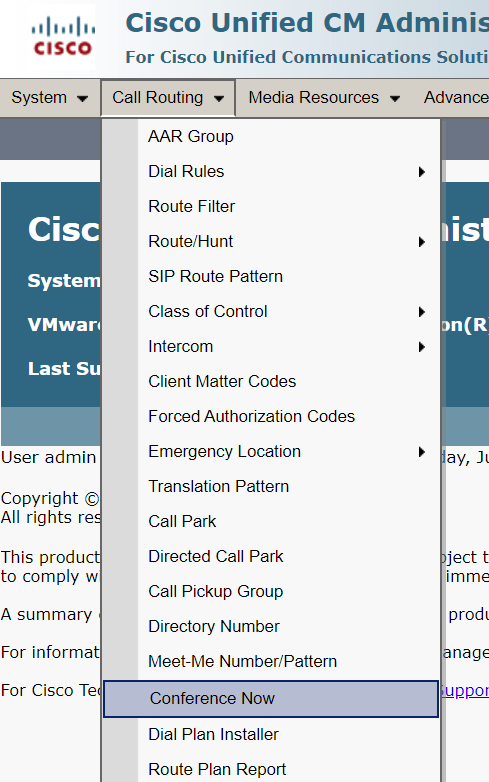 Cisco Unified CM Adminis
CISCO
For Cisco Unified Communications Soluti
System Call Routing Media Resources Advance
AAR Group
Dial Rules
Route Filter
Cisc nist
Route/Hunt
System
SIP Route Pattern
Class of Control
VMware on(R
Intercom
Last Su
Client Matter Codes
Forced Authorization Codes
User admin Emergency Location day, Ju
Translation Pattern
Copyright ©
All rights res Call Park
This product Directed Call Park bject t
to comply w imme
Call Pickup Group
A summary produ
Directory Number
For informat Meet-Me Number/Pattern anage
For Cisco Tec Conference Now Suppor
Dial Plan Installer
Route Plan Report